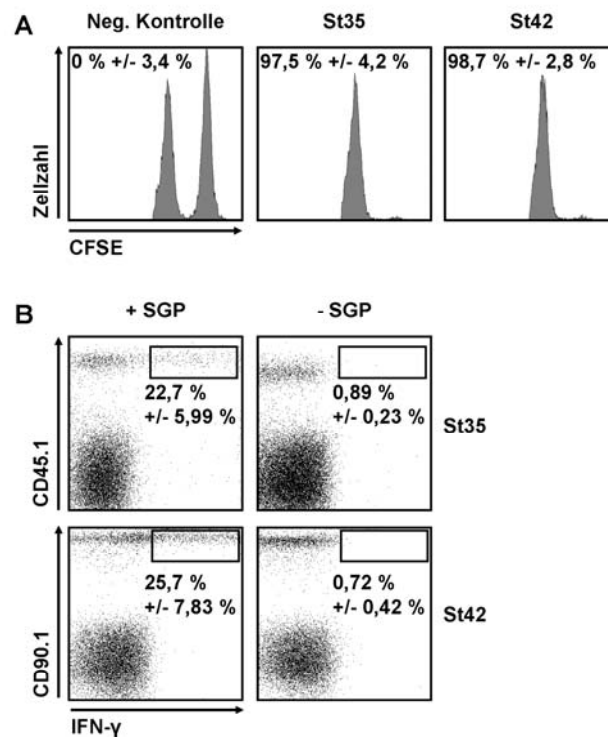 A
Neg. Kontrolle St35 St42
0 % +/- 3,4 % 97,5 % +/- 4,2 % 98,7 % +/- 2,8 %
Zellzahl
CFSE
B
+ SGP - SGP
22,7 %
+/- 5,99 %
0,89 %
+/- 0,23 %
CD45.1
St35
25,7 %
+/- 7,83 %
0,72 %
+/- 0,42 %
CD90.1
St42
IFN-γ